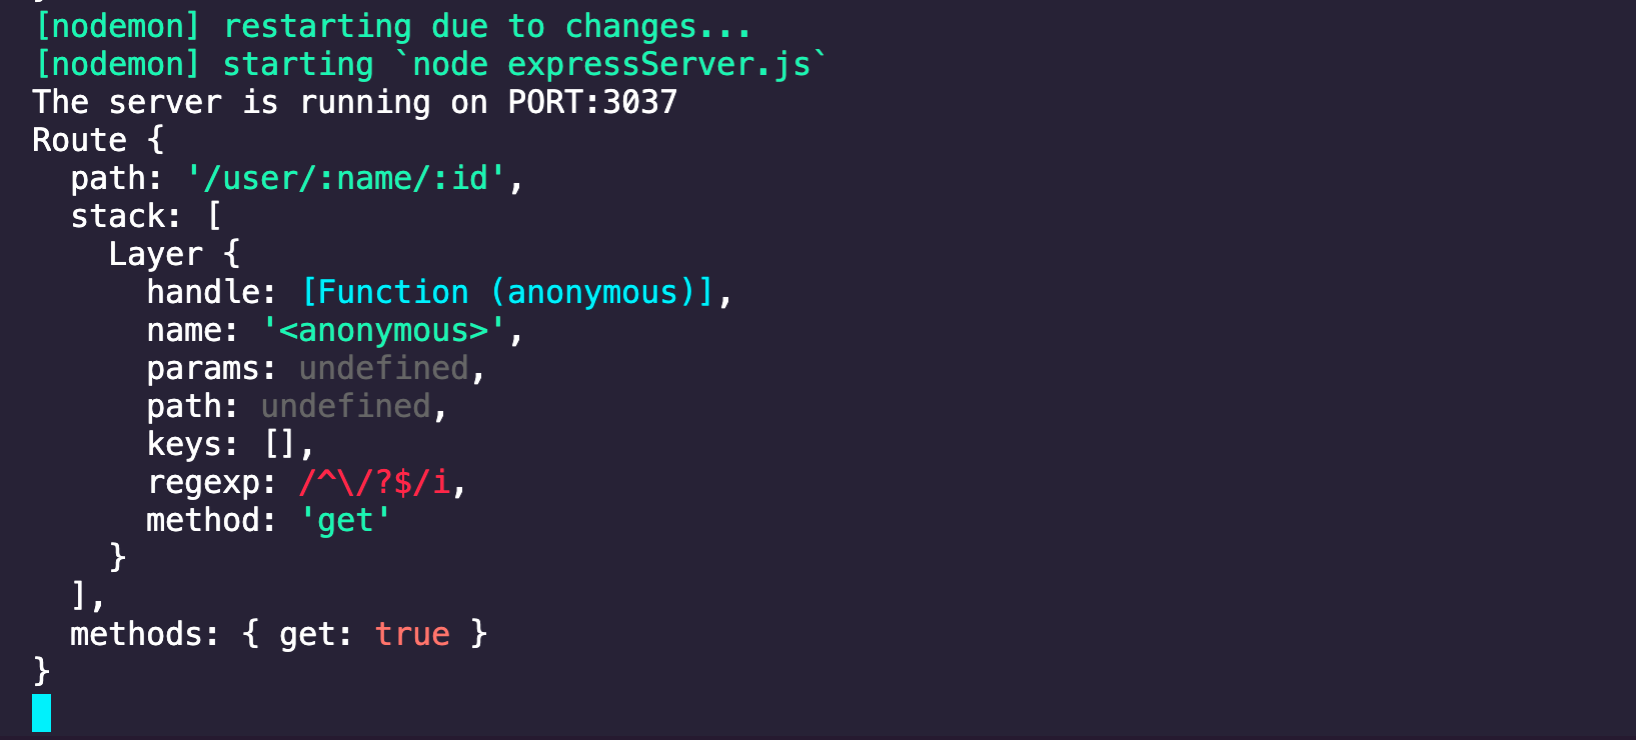 [nodemon] restarting due to changes...
[nodemon] starting `node expressServer.js`
The server is running on PORT:3037
Route {
  path: '/user/:name/:id',
  stack: [
    Layer {
      handle: [Function (anonymous)],
      name: '<anonymous>',
      params: undefined,
      path: undefined,
      keys: [],
      regexp: /^\/?$/i,
      method: 'get'
    }
  ],
  methods: { get: true }
}